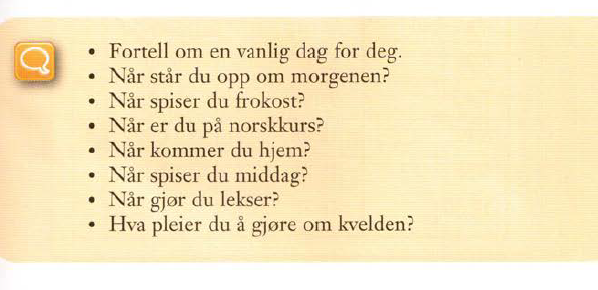 • Fortell om en vanlig dag for deg.
• Når står du opp om morgenen?
• Når spiser du frokost?
• Når er du på norskkurs?
• Når kommer du hjem?
• Når spiser du middag?
• Når gjør du lekser?
• Hva pleier du å gjøre om kvelden?